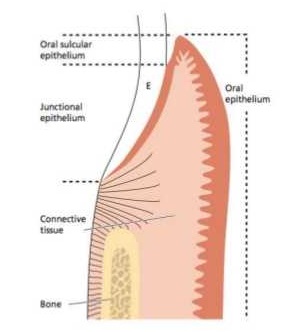 Oral sulcular
epithelium
E
Oral
epithelium
Junctional
epithelium
Connective
tissue
Bone